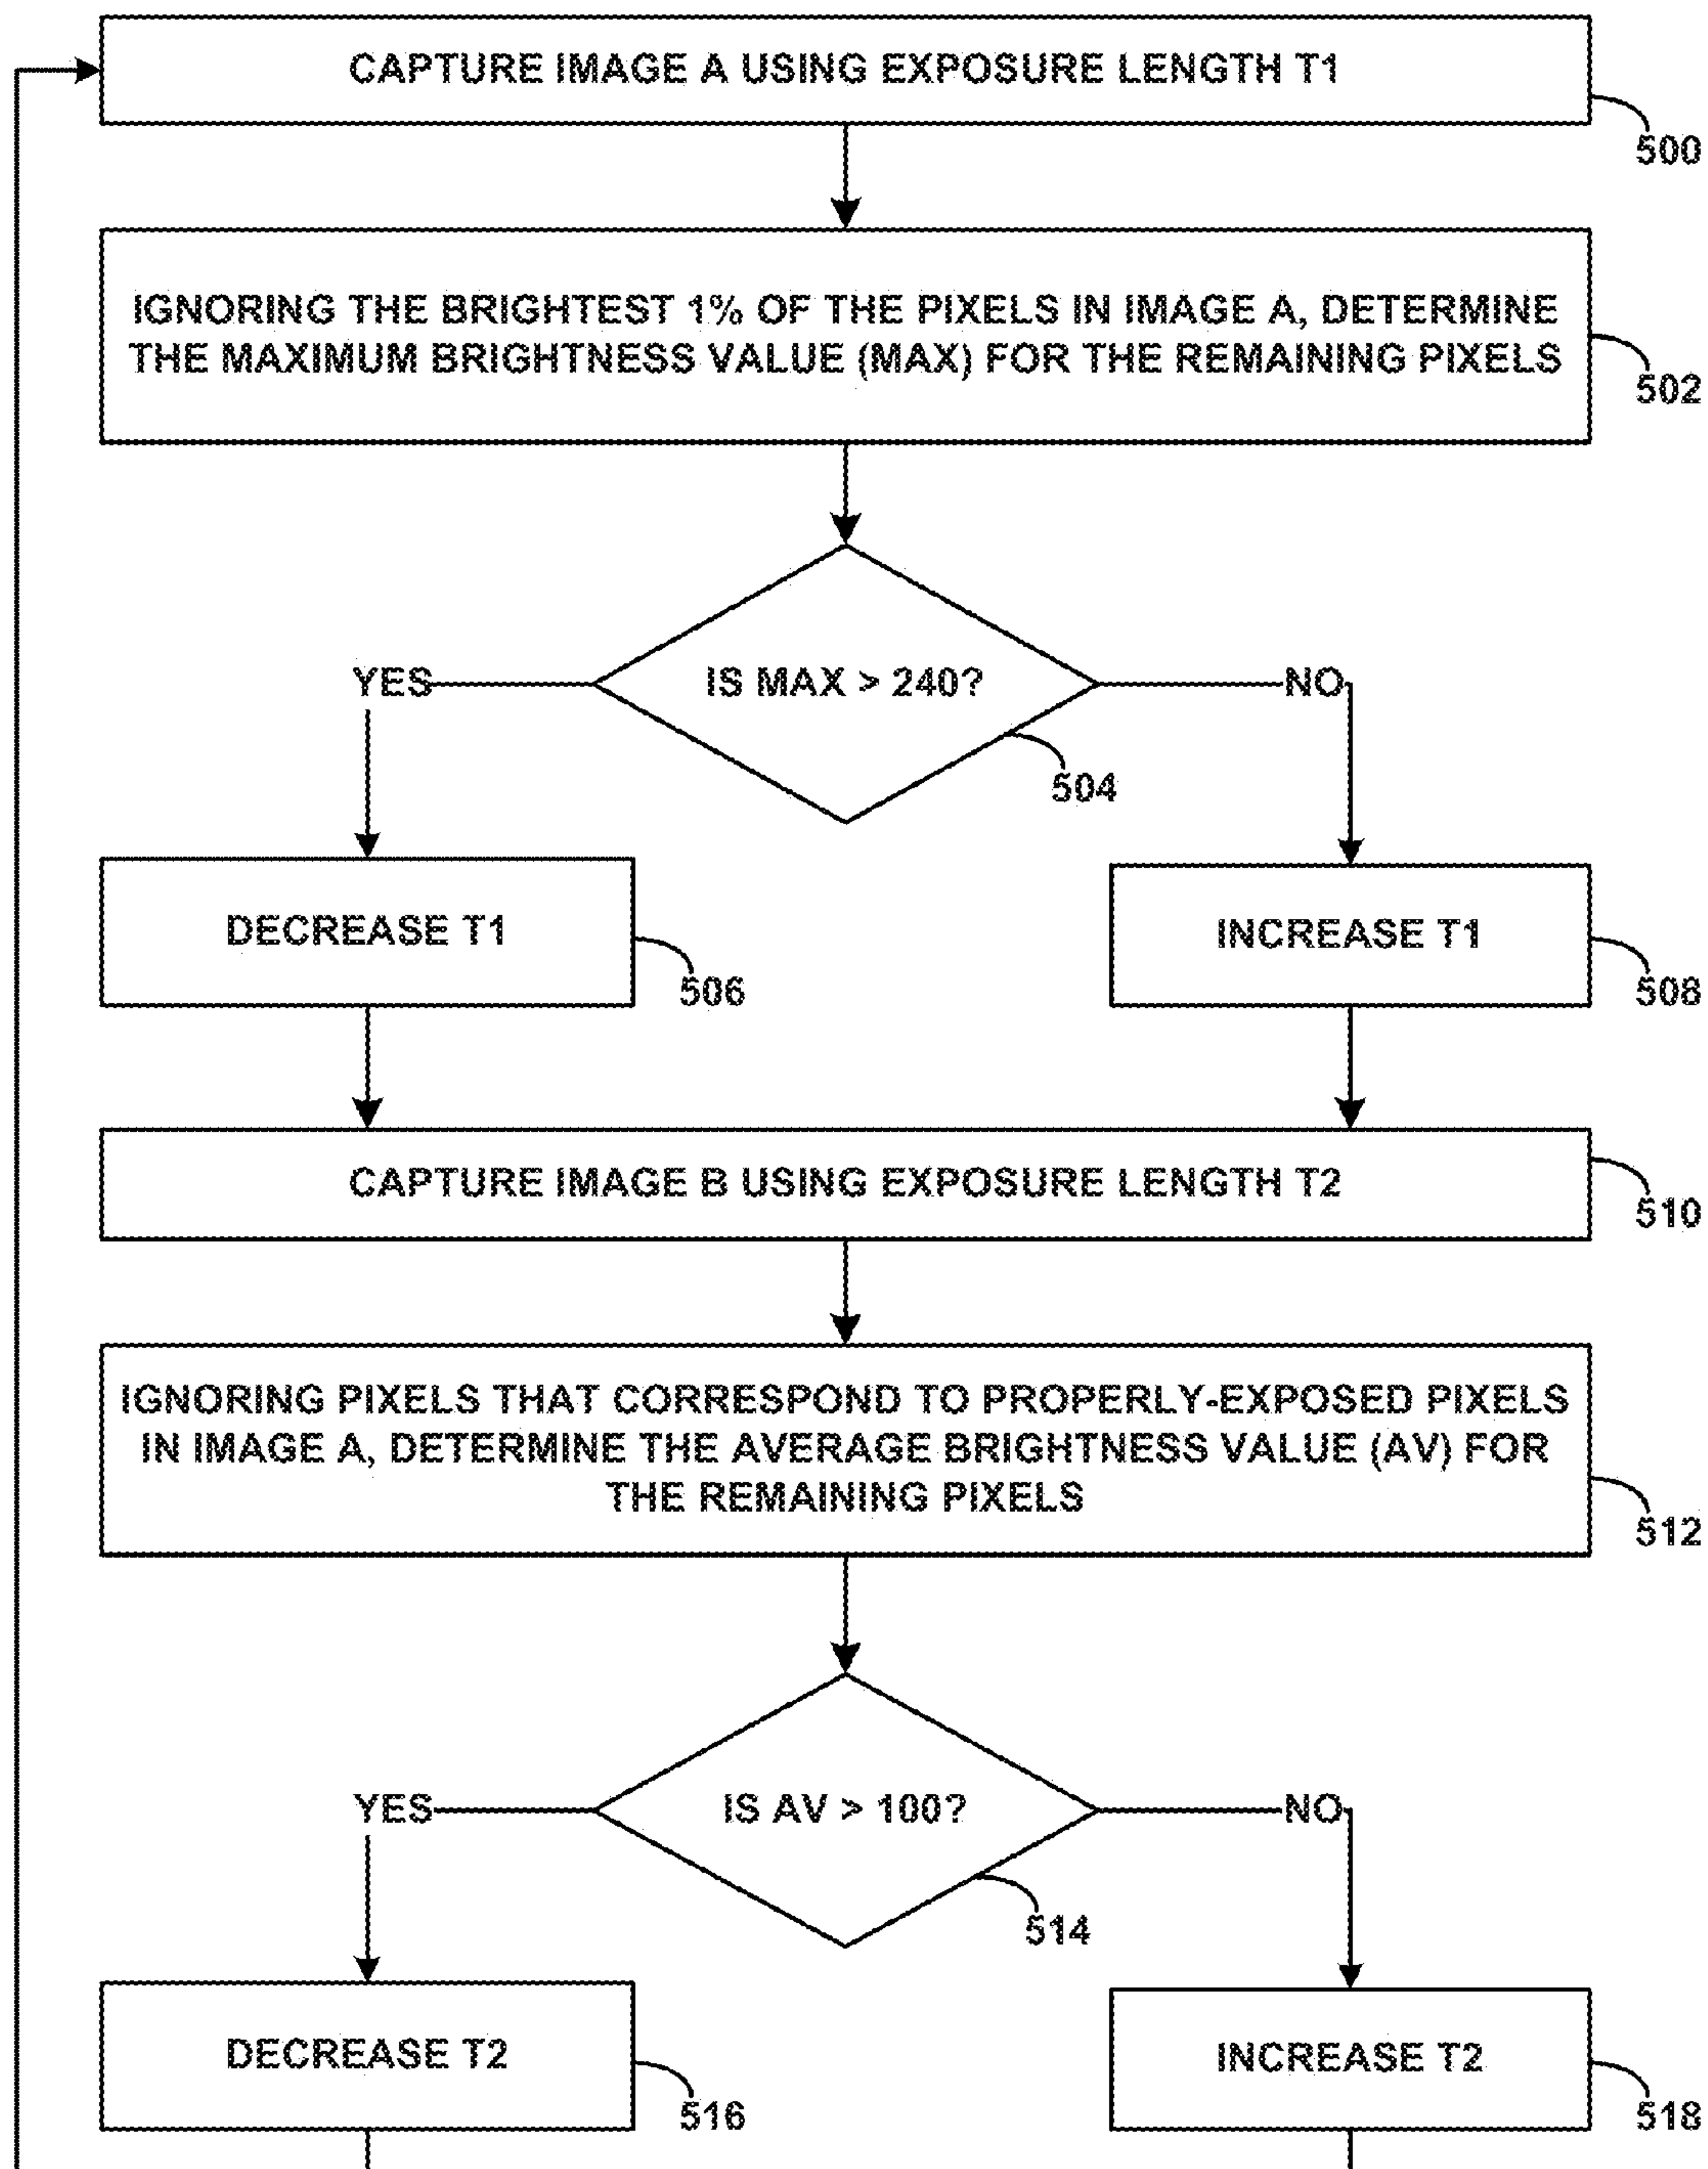 CAPTURE IMAGE A USING EXPOSURE LENGTH T1
500
IGNORING THE BRIGHTEST 1% OF THE PIXELS IN IMAGE A, DETERMINE
THE MAXIMUM BRIGHTNESS VALUE (MAX) FOR THE REMAINING PIXELS
502
YES
IS MAX > 240?
NO
504
DECREASE T1
506
INCREASE T1
508
CAPTURE IMAGE B USING EXPOSURE LENGTH T2
510
IGNORING PIXELS THAT CORRESPOND TO PROPERLY-EXPOSED PIXELS
IN IMAGE A, DETERMINE THE AVERAGE BRIGHTNESS VALUE (AV) FOR
THE REMAINING PIXELS
512
YES
IS AV > 100?
NO
514
DECREASE T2
516
INCREASE T2
518